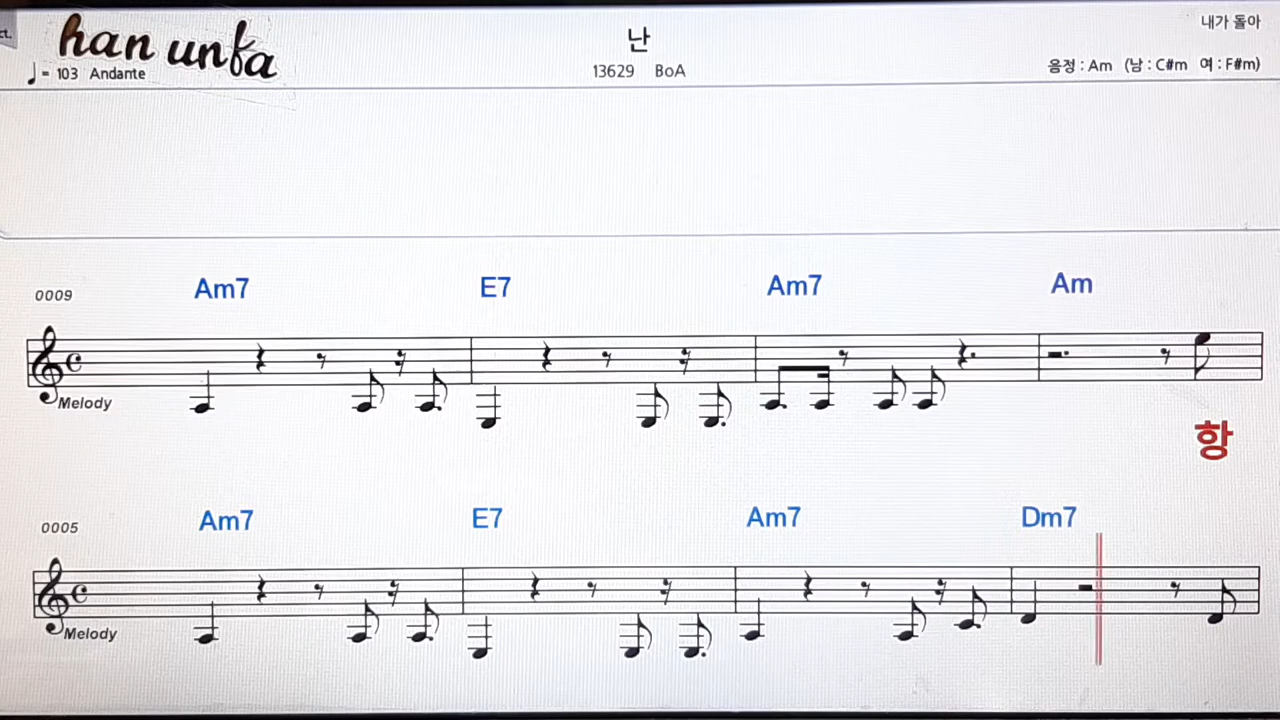 ct.
han unfa
난
내가 돌아
♩= 103 Andante
13629 BoA
음정 : Am (남 : C#m 여 : F#m)
0009
Am7 E7 Am7 Am
Melody
항
0005
Am7 E7 Am7 Dm7
Melody